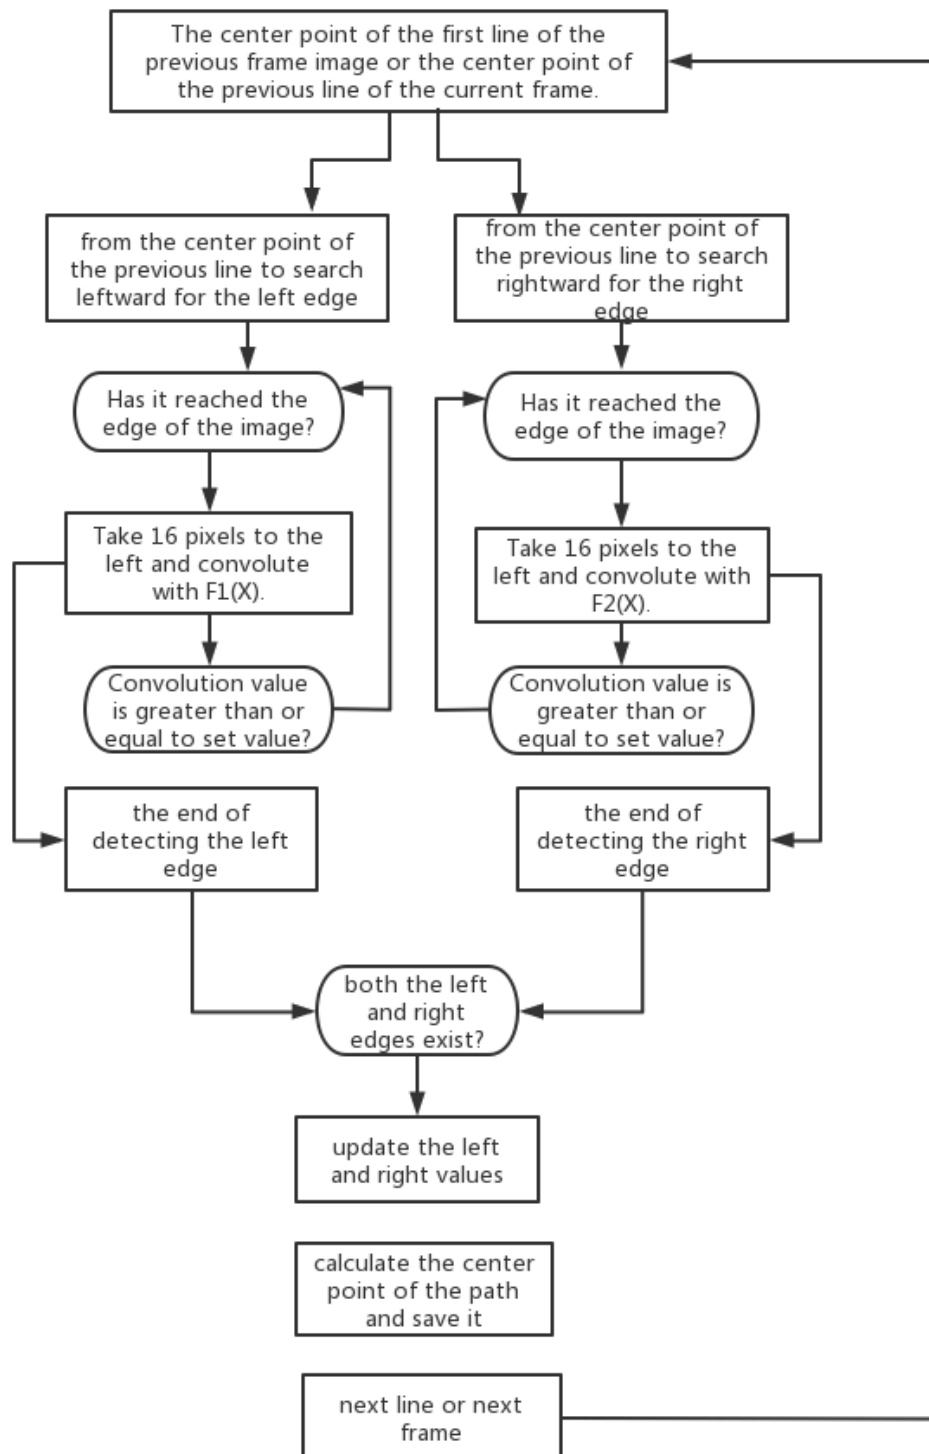 The center point of the first line of the
previous frame image or the center point of
the previous line of the current frame.
from the center point of
the previous line to search
leftward for the left edge
from the center point of
the previous line to search
rightward for the right
edge
Has it reached the
edge of the image?
Has it reached the
edge of the image?
Take 16 pixels to the
left and convolute
with F1(X).
Take 16 pixels to the
left and convolute with
F2(X).
Convolution value
is greater than or
equal to set value?
Convolution value is
greater than or
equal to set value?
the end of
detecting the left
edge
the end of
detecting the right
edge
both the left
and right
edges exist?
update the left
and right values
calculate the center
point of the path
and save it
next line or next
frame